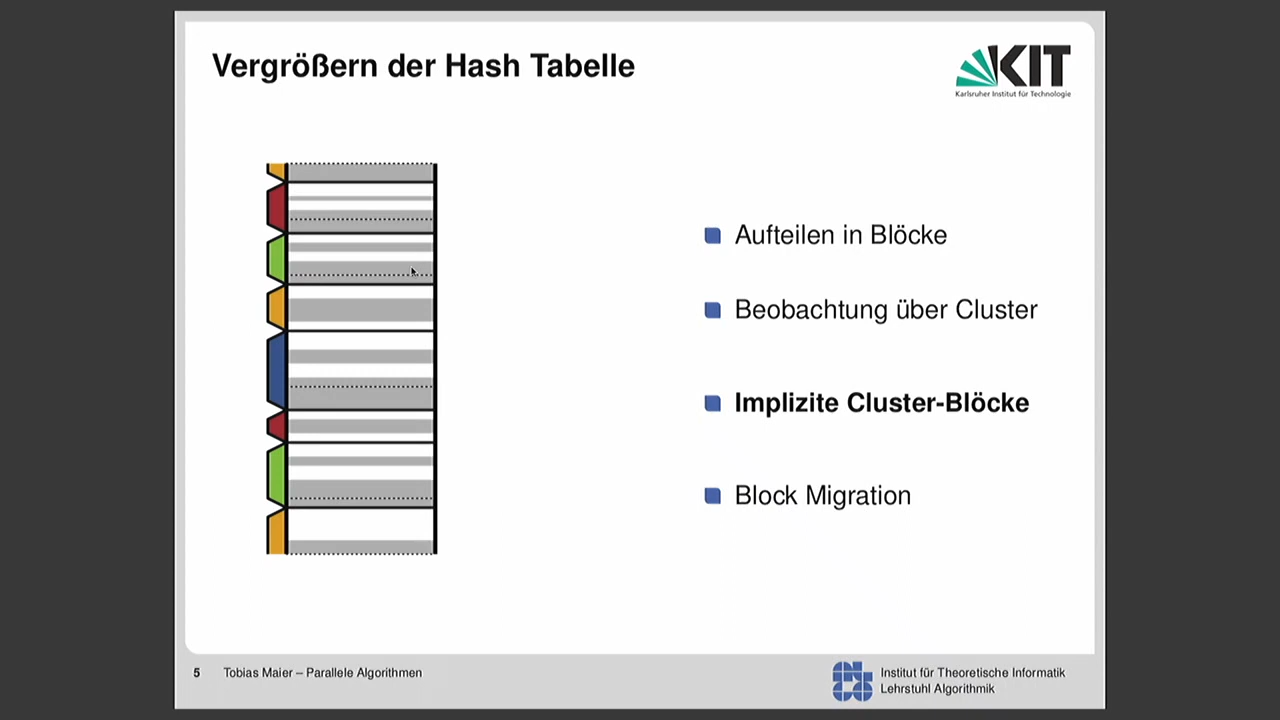 Vergrößern der Hash Tabelle
KIT
Karlsruher Institut für Technologie
Aufteilen in Blöcke
Beobachtung über Cluster
Implizite Cluster-Blöcke
Block Migration
5 Tobias Maier – Parallele Algorithmen
Institut für Theoretische Informatik
Lehrstuhl Algorithmik